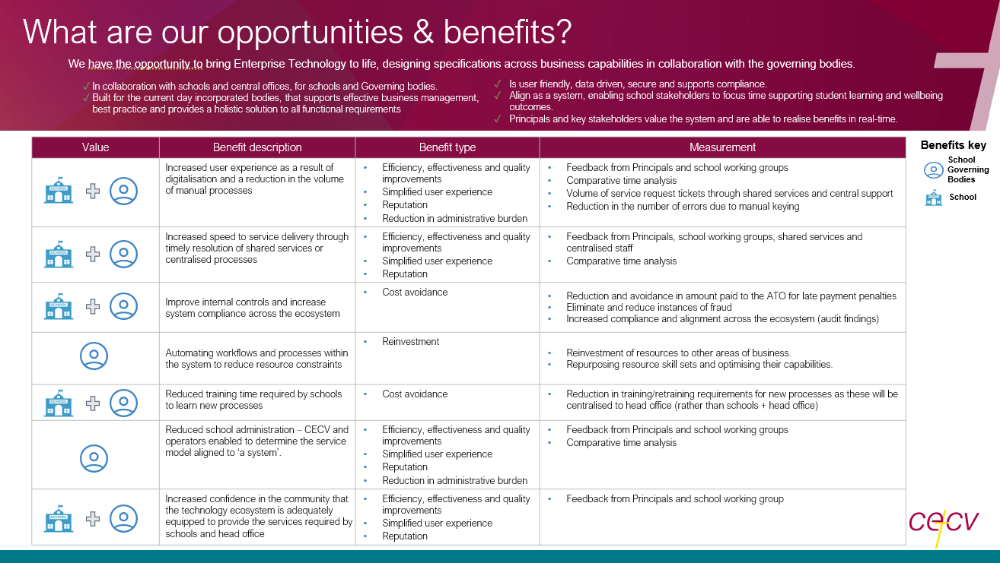 What are our opportunities & benefits?
We have the opportunity to bring Enterprise Technology to life, designing specifications across business capabilities in collaboration with the governing bodies.
✓ In collaboration with schools and central offices, for schools and Governing bodies.
✓ Built for the current day incorporated bodies, that supports effective business management,
best practice and provides a holistic solution to all functional requirements
✓ Is user friendly, data driven, secure and supports compliance.
✓ Align as a system, enabling school stakeholders to focus time supporting student learning and wellbeing
outcomes.
✓ Principals and key stakeholders value the system and are able to realise benefits in real-time.
Value
Benefit description
Benefit type
Measurement
SCHOOL
Increased user experience as a result of
digitalisation and a reduction in the volume
of manual processes
• Efficiency, effectiveness and quality
improvements
• Simplified user experience
• Reputation
• Reduction in administrative burden
• Feedback from Principals and school working groups
• Comparative time analysis
• Volume of service request tickets through shared services and central support
• Reduction in the number of errors due to manual keying
SCHOOL
Increased speed to service delivery through
timely resolution of shared services or
centralised processes
• Efficiency, effectiveness and quality
improvements
• Simplified user experience
• Reputation
• Feedback from Principals, school working groups, shared services and
centralised staff
• Comparative time analysis
SCHOOL
Improve internal controls and increase
system compliance across the ecosystem
• Cost avoidance
• Reduction and avoidance in amount paid to the ATO for late payment penalties
• Eliminate and reduce instances of fraud
• Increased compliance and alignment across the ecosystem (audit findings)
Automating workflows and processes within
the system to reduce resource constraints
• Reinvestment
• Reinvestment of resources to other areas of business.
• Repurposing resource skill sets and optimising their capabilities.
SCHOOL
Reduced training time required by schools
to learn new processes
• Cost avoidance
• Reduction in training/retraining requirements for new processes as these will be
centralised to head office (rather than schools + head office)
Reduced school administration – CECV and
operators enabled to determine the service
model aligned to ‘a system’.
• Efficiency, effectiveness and quality
improvements
• Simplified user experience
• Reputation
• Reduction in administrative burden
• Feedback from Principals and school working groups
• Comparative time analysis
SCHOOL
Increased confidence in the community that
the technology ecosystem is adequately
equipped to provide the services required by
schools and head office
• Efficiency, effectiveness and quality
improvements
• Simplified user experience
• Reputation
• Feedback from Principals and school working group
Benefits key
School
Governing
Bodies
School
cecv